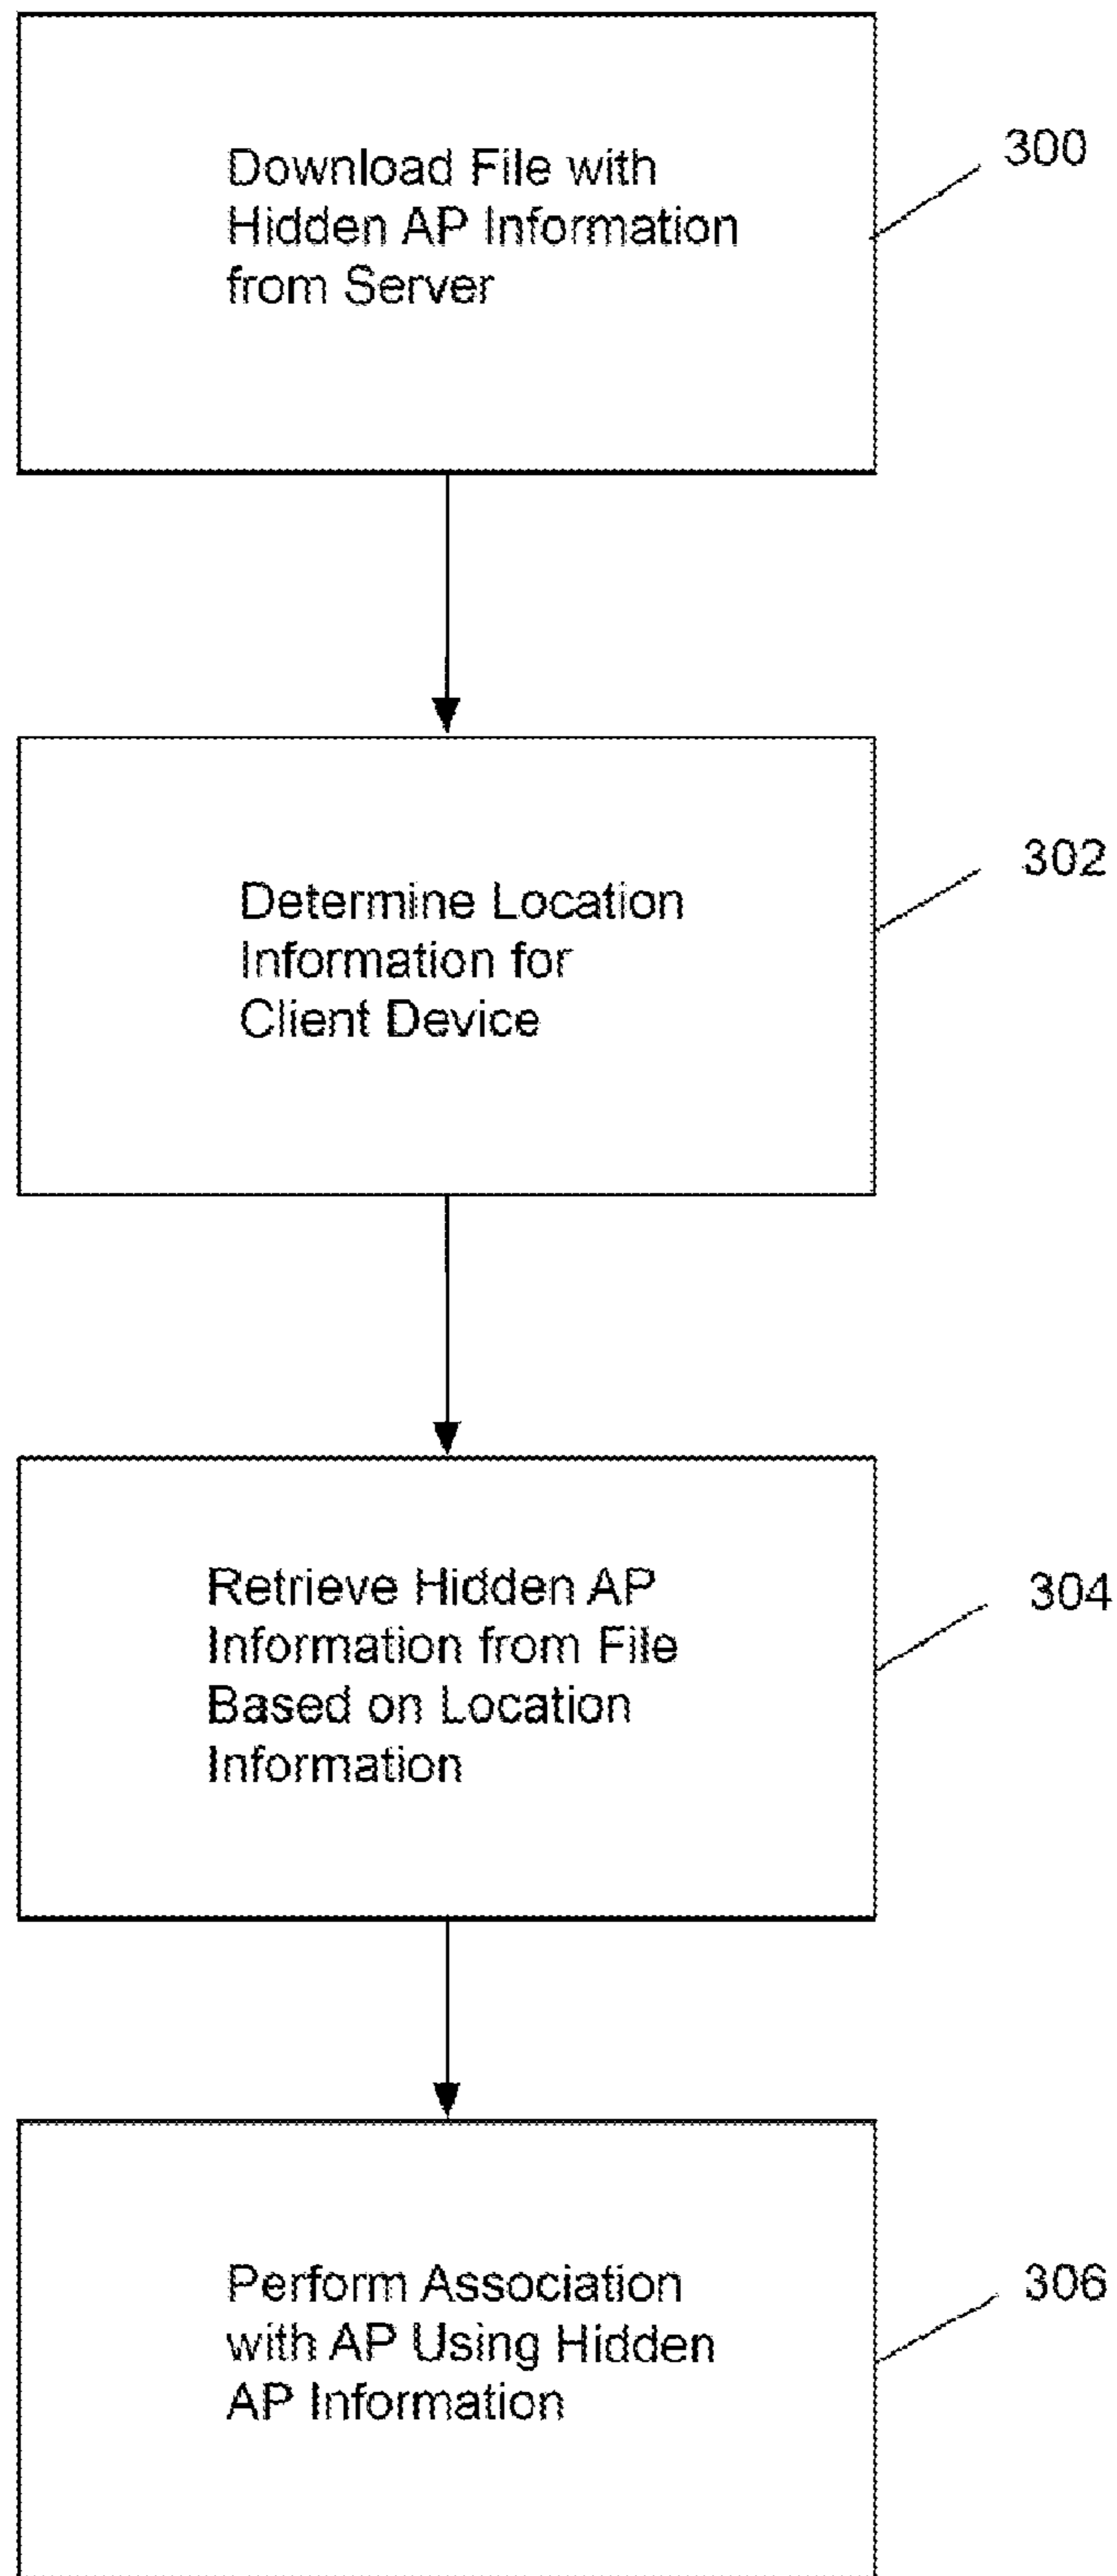 Download File with
Hidden AP Information
from Server
300
Determine Location
Information for
Client Device
302
Retrieve Hidden AP
Information from File
Based on Location
Information
304
Perform Association
with AP Using Hidden
AP Information
306